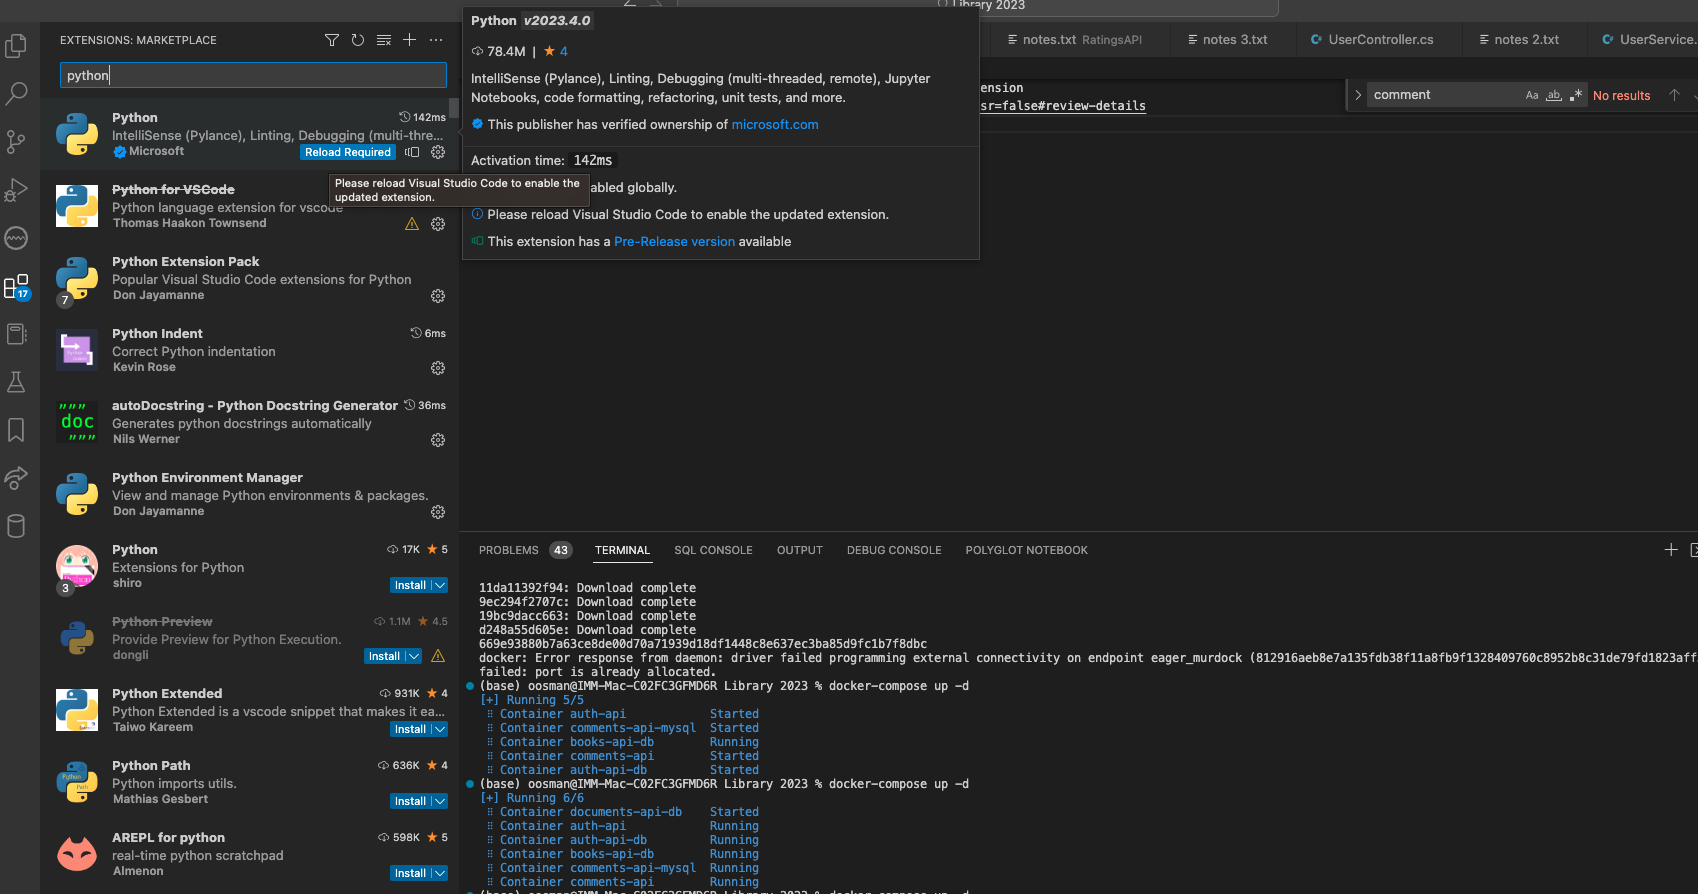 Library 2023
EXTENSIONS: MARKETPLACE
python
Python
142ms
IntelliSense (Pylance), Linting, Debugging (multi-thre...
Microsoft
Reload Required
Python for VSCode
Python language extension for vscode
Thomas Haakon Townsend
Python Extension Pack
Popular Visual Studio Code extensions for Python
Don Jayamanne
7
Python Indent
6ms
Correct Python indentation
Kevin Rose
autoDocstring - Python Docstring Generator
36ms
Generates python docstrings automatically
Nils Werner
"""
doc
"""
Python Environment Manager
View and manage Python environments & packages.
Don Jayamanne
Python
17K
5
Extensions for Python
shiro
Install
3
Python Preview
1.1M
4.5
Provide Preview for Python Execution.
dongli
Install
Python Extended
931K
4
Python Extended is a vscode snippet that makes it ea...
Taiwo Kareem
Install
Python Path
636K
4
Python imports utils.
Mathias Gesbert
Install
AREPL for python
598K
5
real-time python scratchpad
Almenon
Install
17
Please reload Visual Studio Code to enable the
updated extension.
Python v2023.4.0
78.4M | 4
IntelliSense (Pylance), Linting, Debugging (multi-threaded, remote), Jupyter
Notebooks, code formatting, refactoring, unit tests, and more.
This publisher has verified ownership of microsoft.com
Activation time: 142ms
abled globally.
Please reload Visual Studio Code to enable the updated extension.
This extension has a Pre-Release version available
notes.txt RatingsAPI
notes 3.txt
UserController.cs
notes 2.txt
UserService.
ension
sr=false#review-details
comment
Aa
ab
No results
PROBLEMS 43 TERMINAL SQL CONSOLE OUTPUT DEBUG CONSOLE POLYGLOT NOTEBOOK
11da11392f94: Download complete
9ec294f2707c: Download complete
19bc9dacc663: Download complete
d248a55d605e: Download complete
669e93880b7a63ce8de00d70a71939d18df1448c8e637ec3ba85d9fc1b7f8dbc
docker: Error response from daemon: driver failed programming external connectivity on endpoint eager_murdock (812916aeb8e7a135fdb38f11a8fb9f1328409760c8952b8c31de79fd1823aff
failed: port is already allocated.
(base) oosman@IMM-Mac-C02FC3GFMD6R Library 2023 % docker-compose up -d
[+] Running 5/5
Container auth-api Started
Container comments-api-mysql Started
Container books-api-db Running
Container comments-api Started
Container auth-api-db Started
(base) oosman@IMM-Mac-C02FC3GFMD6R Library 2023 % docker-compose up -d
[+] Running 6/6
Container documents-api-db Started
Container auth-api Running
Container auth-api-db Running
Container books-api-db Running
Container comments-api-mysql Running
Container comments-api Running
(base) oosman@IMM-Mac-C02FC3GFMD6R Library 2023 % docker-compose up -d